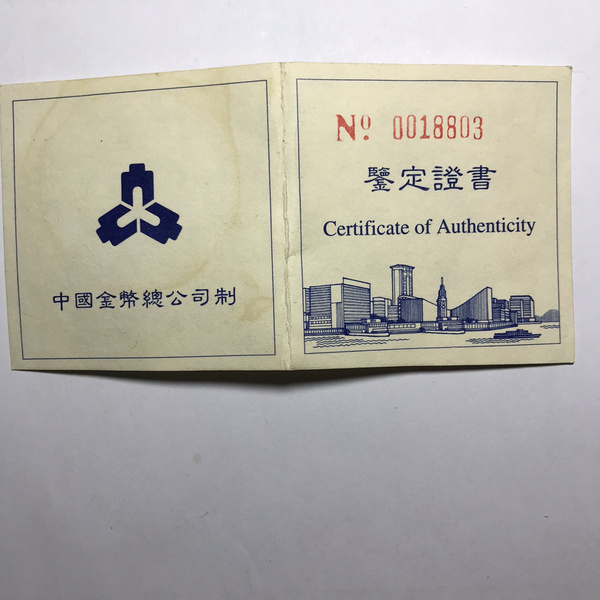 中國金幣總公司制
Nº 0018803
鑒定證書
Certificate of Authenticity